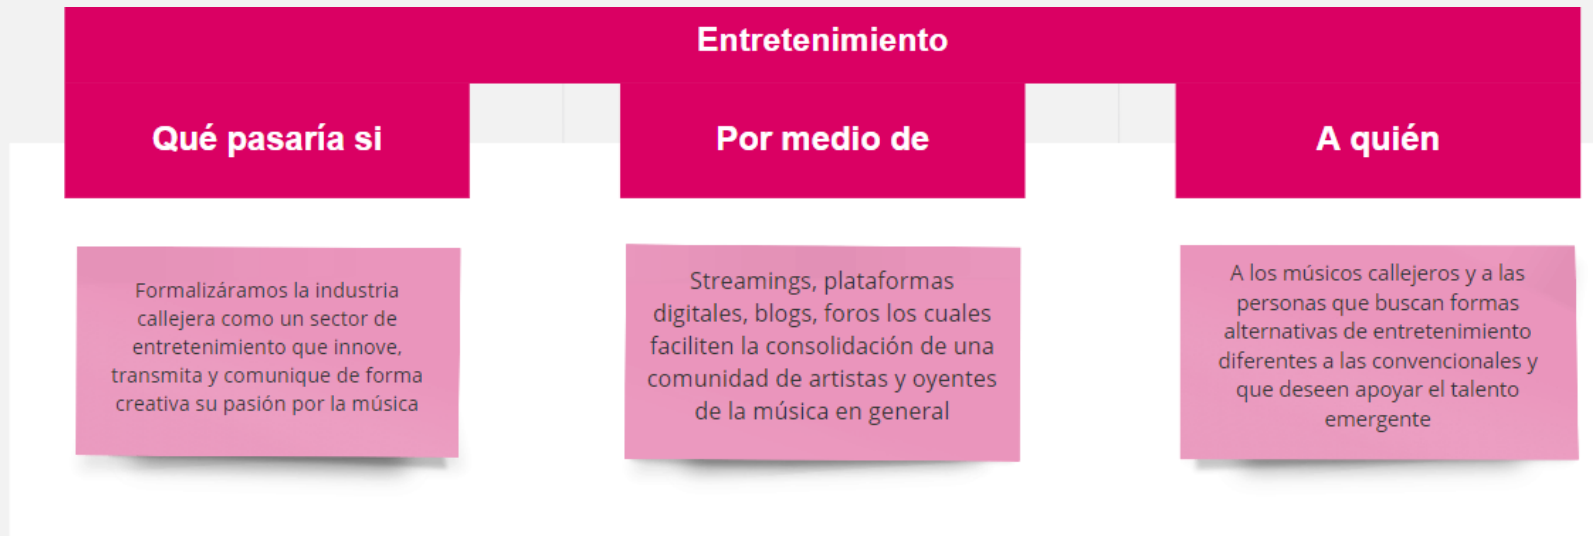 Entretenimiento
Qué pasaría si
Por medio de
A quién
Formalizáramos la industria
callejera como un sector de
entretenimiento que innove,
transmita y comunique de forma
creativa su pasión por la música
Streamings, plataformas
digitales, blogs, foros los cuales
faciliten la consolidación de una
comunidad de artistas y oyentes
de la música en general
A los músicos callejeros y a las
personas que buscan formas
alternativas de entretenimiento
diferentes a las convencionales y
que deseen apoyar el talento
emergente